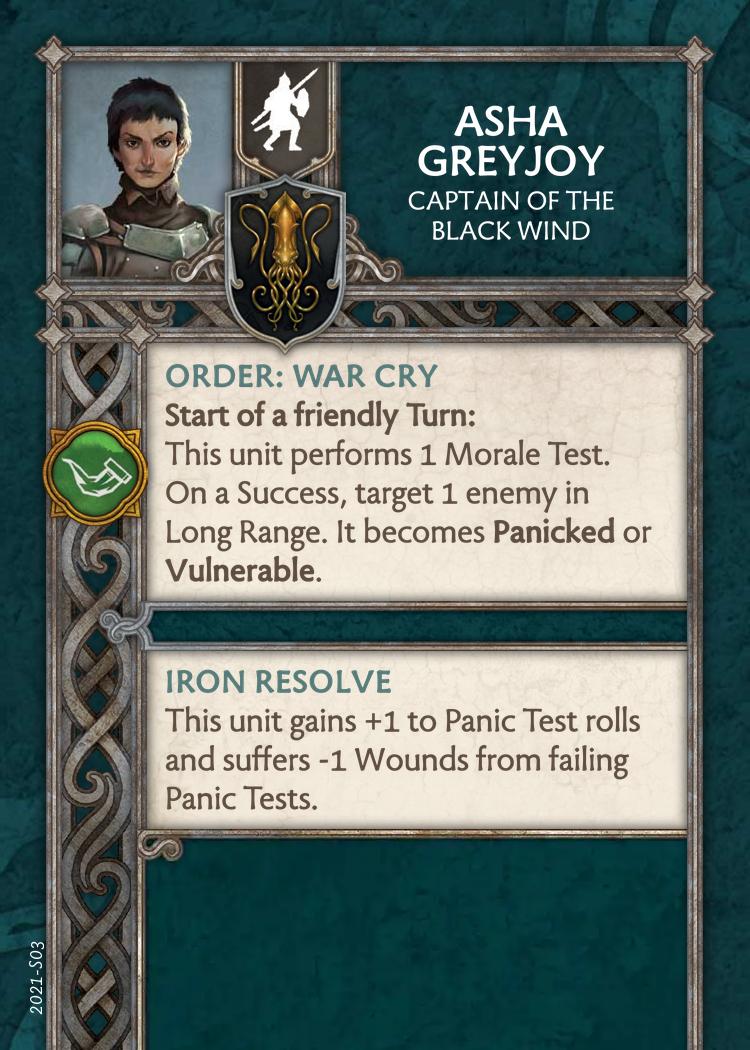 ASHA
GREYJOY
CAPTAIN OF THE
BLACK WIND
ORDER: WAR CRY
Start of a friendly Turn:
This unit performs 1 Morale Test.
On a Success, target 1 enemy in
Long Range. It becomes Panicked or
Vulnerable.
IRON RESOLVE
This unit gains +1 to Panic Test rolls
and suffers -1 Wounds from failing
Panic Tests.
2021-S03